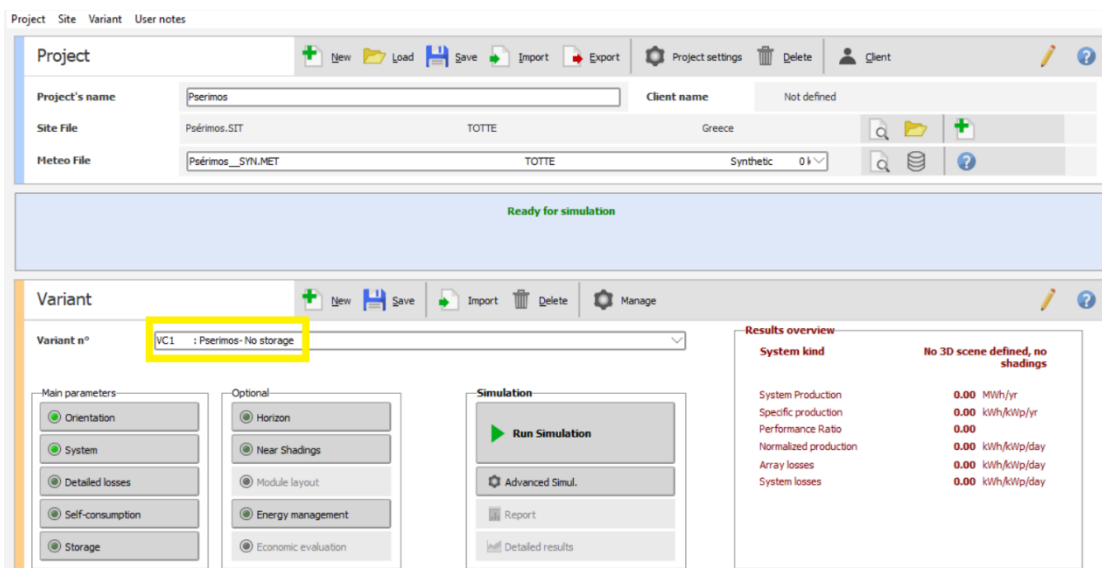 Project Site Variant User notes
Project New Load Save Import Export Project settings Delete Client
Project's name Pserimos Client name Not defined
Site File Psérimos.SIT TOTTE Greece
Meteo File Psérimos__SYN.MET TOTTE Synthetic 0 k
Ready for simulation
Variant New Save Import Delete Manage
Variant n° VC1 : Pserimos- No storage
Results overview
System kind No 3D scene defined, no
shadings
Main parameters Optional Simulation
Orientation Horizon Run Simulation
System Near Shadings
Detailed losses Module layout Advanced Simul.
Self-consumption Energy management Report
Storage Economic evaluation Detailed results
System Production 0.00 MWh/yr
Specific production 0.00 kWh/kWp/yr
Performance Ratio 0.00
Normalized production 0.00 kWh/kWp/day
Array losses 0.00 kWh/kWp/day
System losses 0.00 kWh/kWp/day